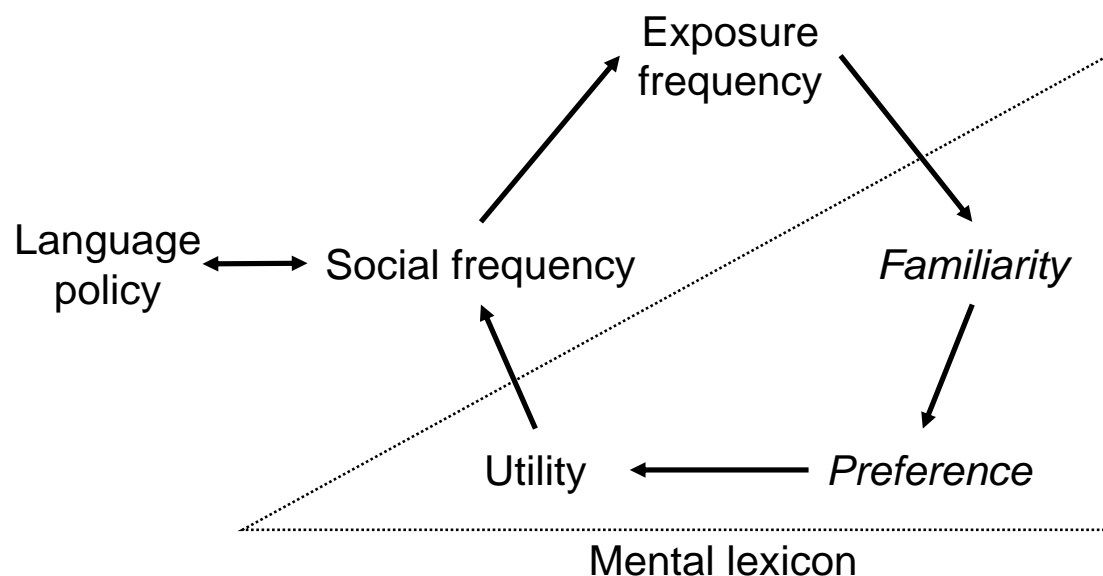 Exposure
frequency
Language
policy
Social frequency
Familiarity
Utility
Preference
Mental lexicon